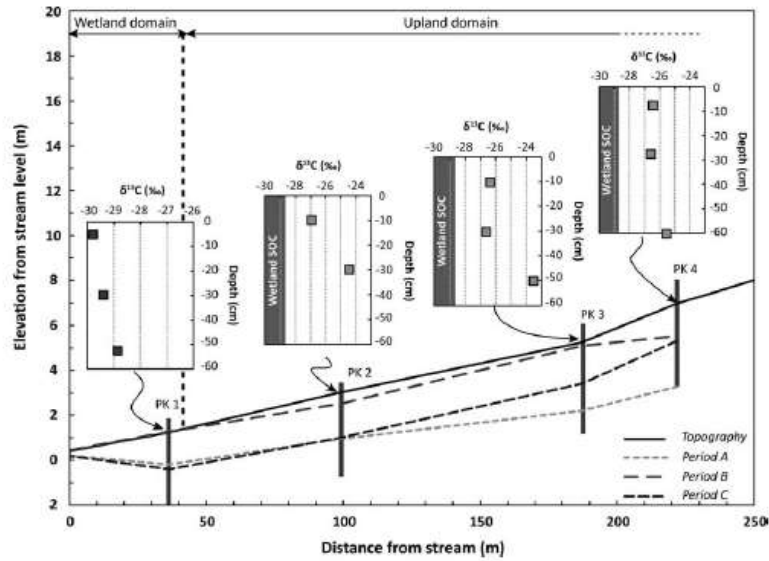 Wetland domain
Upland domain
Elevation from stream level (m)
20
18
16
14
12
10
8
6
4
2
0
2
0
50
100
150
200
250
Distance from stream (m)
δ¹³C (‰)
-30 -29 -28 -27 -26 -25
0
-10
-20
-30
-40
-50
-60
Depth (cm)
PK 1
δ¹³C (‰)
-30 -28 -26 -24 -22
Wetland SOC
0
-10
-20
-30
-40
-50
-60
Depth (cm)
PK 2
δ¹³C (‰)
-30 -28 -26 -24 -22
Wetland SOC
0
-10
-20
-30
-40
-50
-60
Depth (cm)
PK 3
δ¹³C (‰)
-30 -28 -26 -24 -22
Wetland SOC
0
-10
-20
-30
-40
-50
-60
Depth (cm)
PK 4
Topography
Period A
Period B
Period C